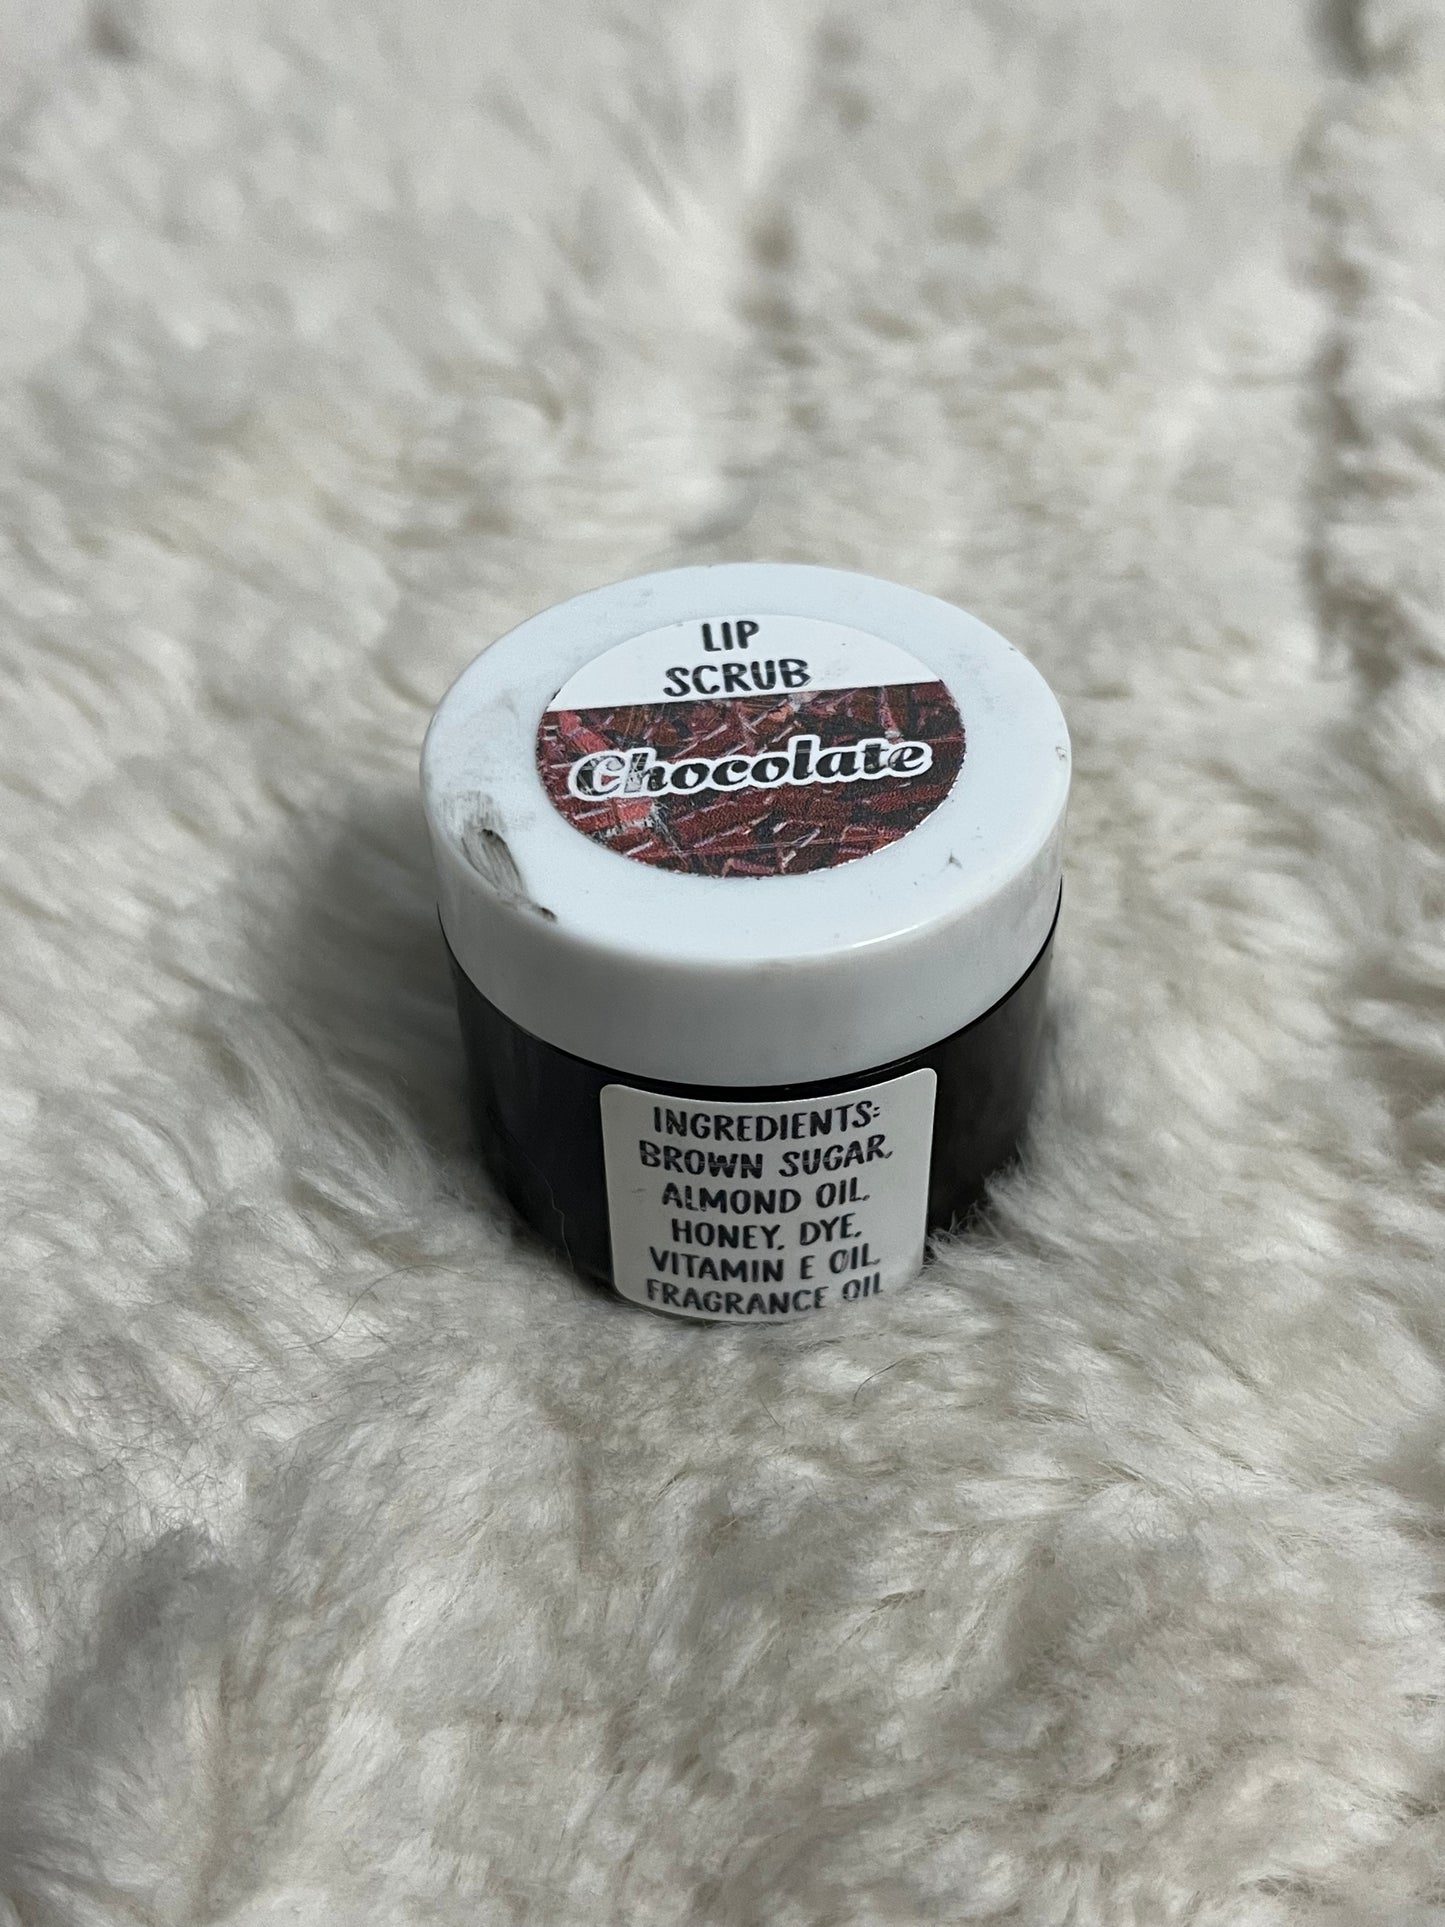 LIP
SCRUB
Chocolate
INGREDIENTS:
BROWN SUGAR,
ALMOND OIL,
HONEY, DYE,
VITAMIN E OIL,
FRAGRANCE OIL